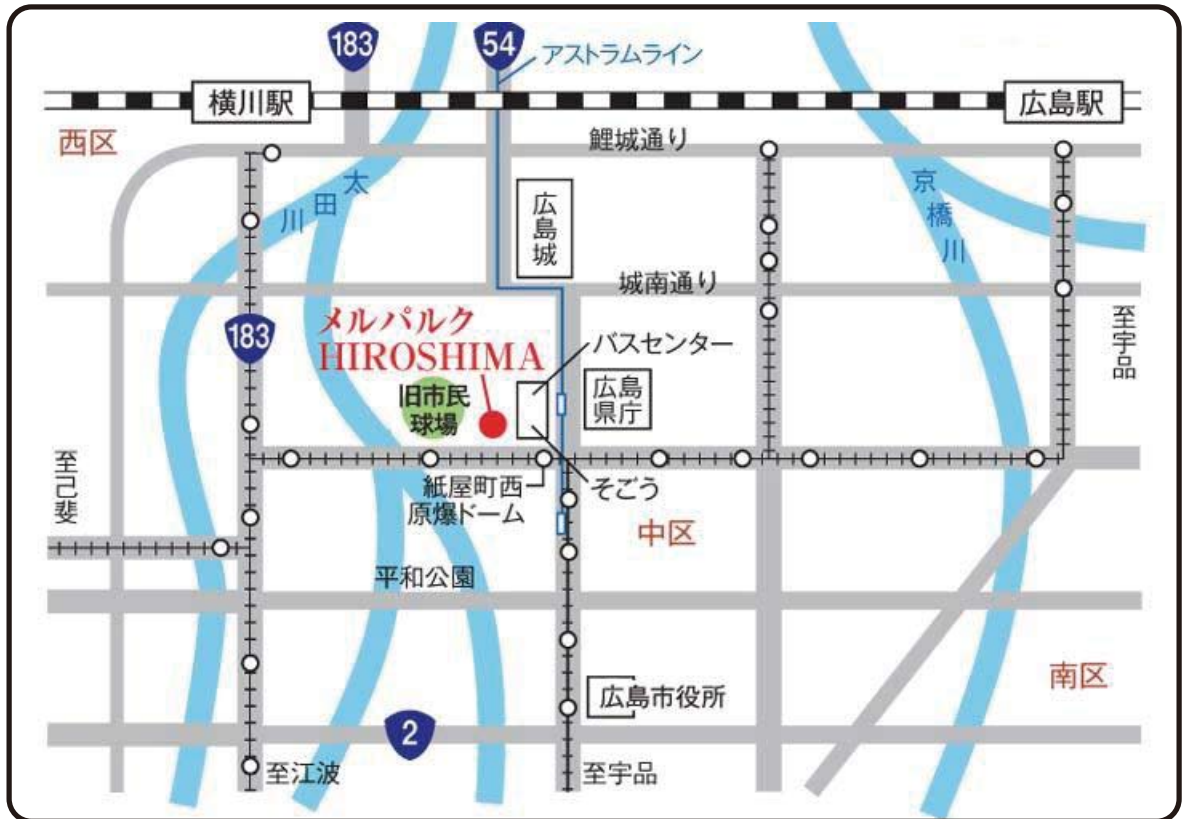 183
54
アストラムライン
横川駅
広島駅
西区
鯉城通り
太田川
京橋川
広島城
城南通り
至宇品
183
メルパルク
HIROSHIMA
バスセンター
旧市民
球場
広島
県庁
至己斐
紙屋町西
原爆ドーム
そごう
中区
平和公園
南区
広島市役所
2
至江波
至宇品